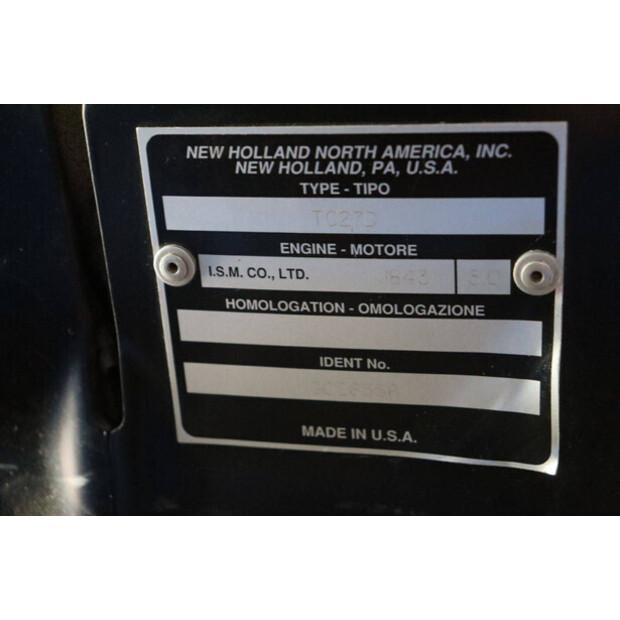 NEW HOLLAND NORTH AMERICA, INC.
NEW HOLLAND, PA, U.S.A.
TYPE - TIPO
TC27D
ENGINE - MOTORE
I.S.M. CO., LTD.
HOMOLOGATION - OMOLOGAZIONE
IDENT No.
MADE IN U.S.A.